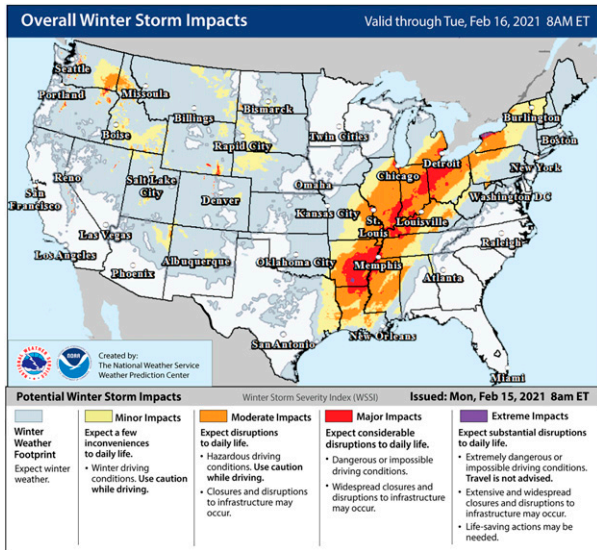 Overall Winter Storm Impacts
Valid through Tue, Feb 16, 2021 8AM ET
Seattle
Portland
Missoula
Billings
Bismarck
Twin Cities
Burlington
Boston
Boise
Rapid City
Detroit
Chicago
New York
Reno
Salt Lake
City
Omaha
San
Francisco
Denver
Kansas City
St.
Louis
Louisville
Washington D C
Las Vegas
Raleigh
Los Angeles
Albuquerque
Oklahoma City
Memphis
Phoenix
Atlanta
San Antonio
New Orleans
Miami
Created by:
The National Weather Service
Weather Prediction Center
Potential Winter Storm Impacts
Winter Storm Severity Index (WSSI)
Issued: Mon, Feb 15, 2021 8am ET
Winter
Weather
Footprint
Expect winter
weather.
Minor Impacts
Expect a few
inconveniences
to daily life.
• Winter driving
conditions. Use caution
while driving.
Moderate Impacts
Expect disruptions
to daily life.
• Hazardous driving
conditions. Use caution
while driving.
• Closures and disruptions
to infrastructure may
occur.
Major Impacts
Expect considerable
disruptions to daily life.
• Dangerous or impossible
driving conditions.
• Widespread closures and
disruptions to infrastructure
may occur.
Extreme Impacts
Expect substantial disruptions
to daily life.
• Extremely dangerous or
impossible driving conditions.
Travel is not advised.
• Extensive and widespread
closures and disruptions to
infrastructure may occur.
• Life-saving actions may be
needed.